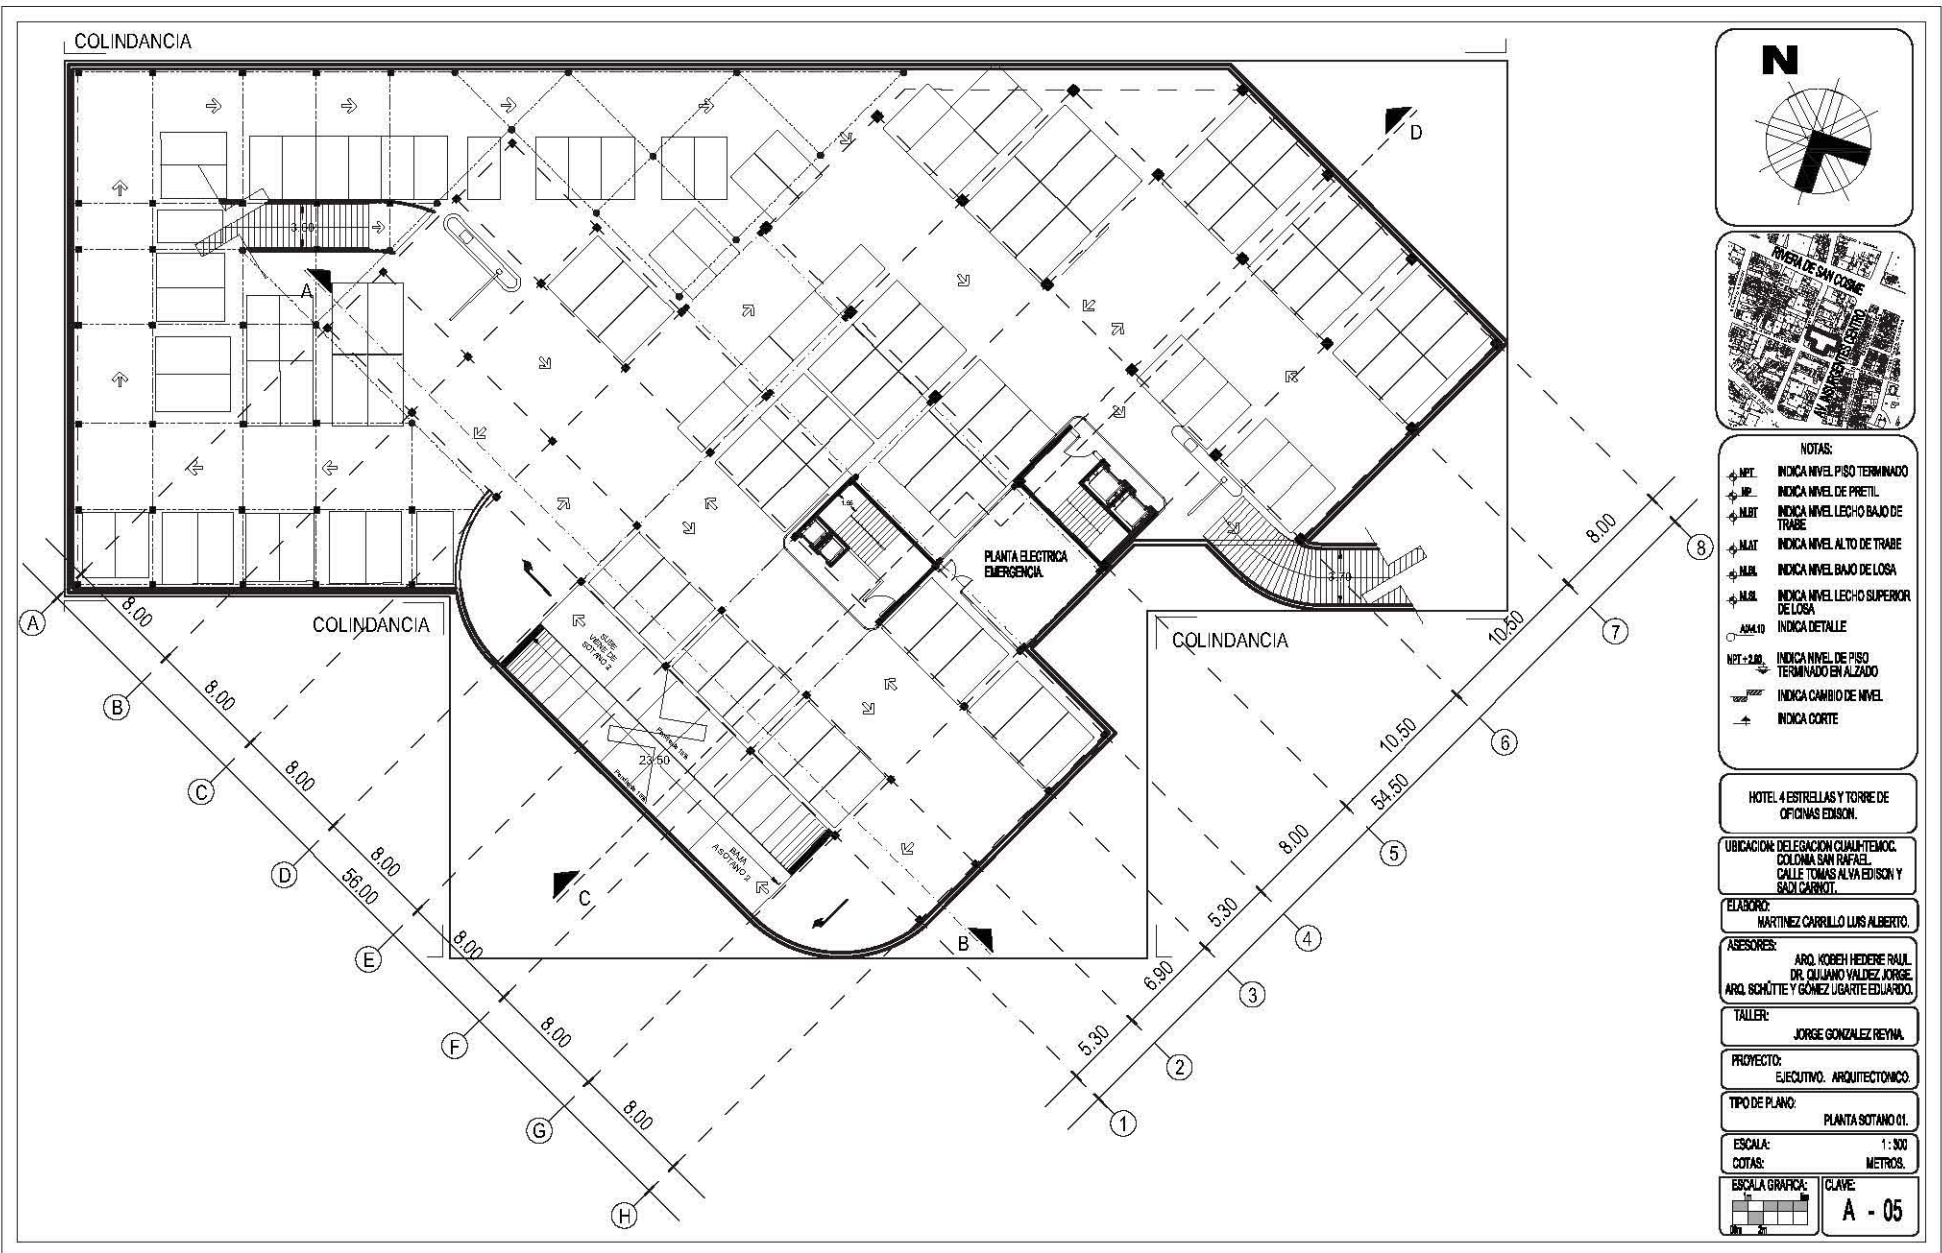 COLINDANCIA
D
3.60
A
PLANTA ELECTRICA
EMERGENCIA.
3.70
COLINDANCIA
COLINDANCIA
SUBE
VIENE DE
SOTANO 2
23.50
BAJA
A SOTANO 2
C
B
A
B
C
D
E
F
G
H
8.00
8.00
8.00
8.00
56.00
8.00
8.00
8.00
8
7
6
5
4
3
2
1
8.00
10.50
10.50
54.50
8.00
5.30
6.90
5.30
N
RIVERA DE SAN COSME
AV. INSURGENTES CENTRO
NOTAS:
NPT. INDICA NIVEL PISO TERMINADO
NP. INDICA NIVEL DE PRETIL
NLBT INDICA NIVEL LECHO BAJO DE
TRABE
NLAT INDICA NIVEL ALTO DE TRABE
NLBL INDICA NIVEL BAJO DE LOSA
NLSL INDICA NIVEL LECHO SUPERIOR
DE LOSA
INDICA DETALLE
NPT + 2.80 INDICA NIVEL DE PISO
TERMINADO EN ALZADO
INDICA CAMBIO DE NIVEL
INDICA CORTE
HOTEL 4 ESTRELLAS Y TORRE DE
OFICINAS EDISON.
UBICACION: DELEGACION CUAUHTEMOC.
COLONIA SAN RAFAEL.
CALLE TOMAS ALVA EDISON Y
SADI CARNOT.
ELABORO:
MARTINEZ CARRILLO LUIS ALBERTO.
ASESORES:
ARQ. KOBEH HEDERE RAUL.
DR. QUIJANO VALDEZ JORGE.
ARQ. SCHÜTTE Y GÓMEZ UGARTE EDUARDO.
TALLER:
JORGE GONZALEZ REYNA.
PROYECTO:
EJECUTIVO. ARQUITECTONICO.
TIPO DE PLANO:
PLANTA SOTANO 01.
ESCALA: 1 : 300
COTAS: METROS.
ESCALA GRAFICA:
1m
2m
CLAVE:
A - 05